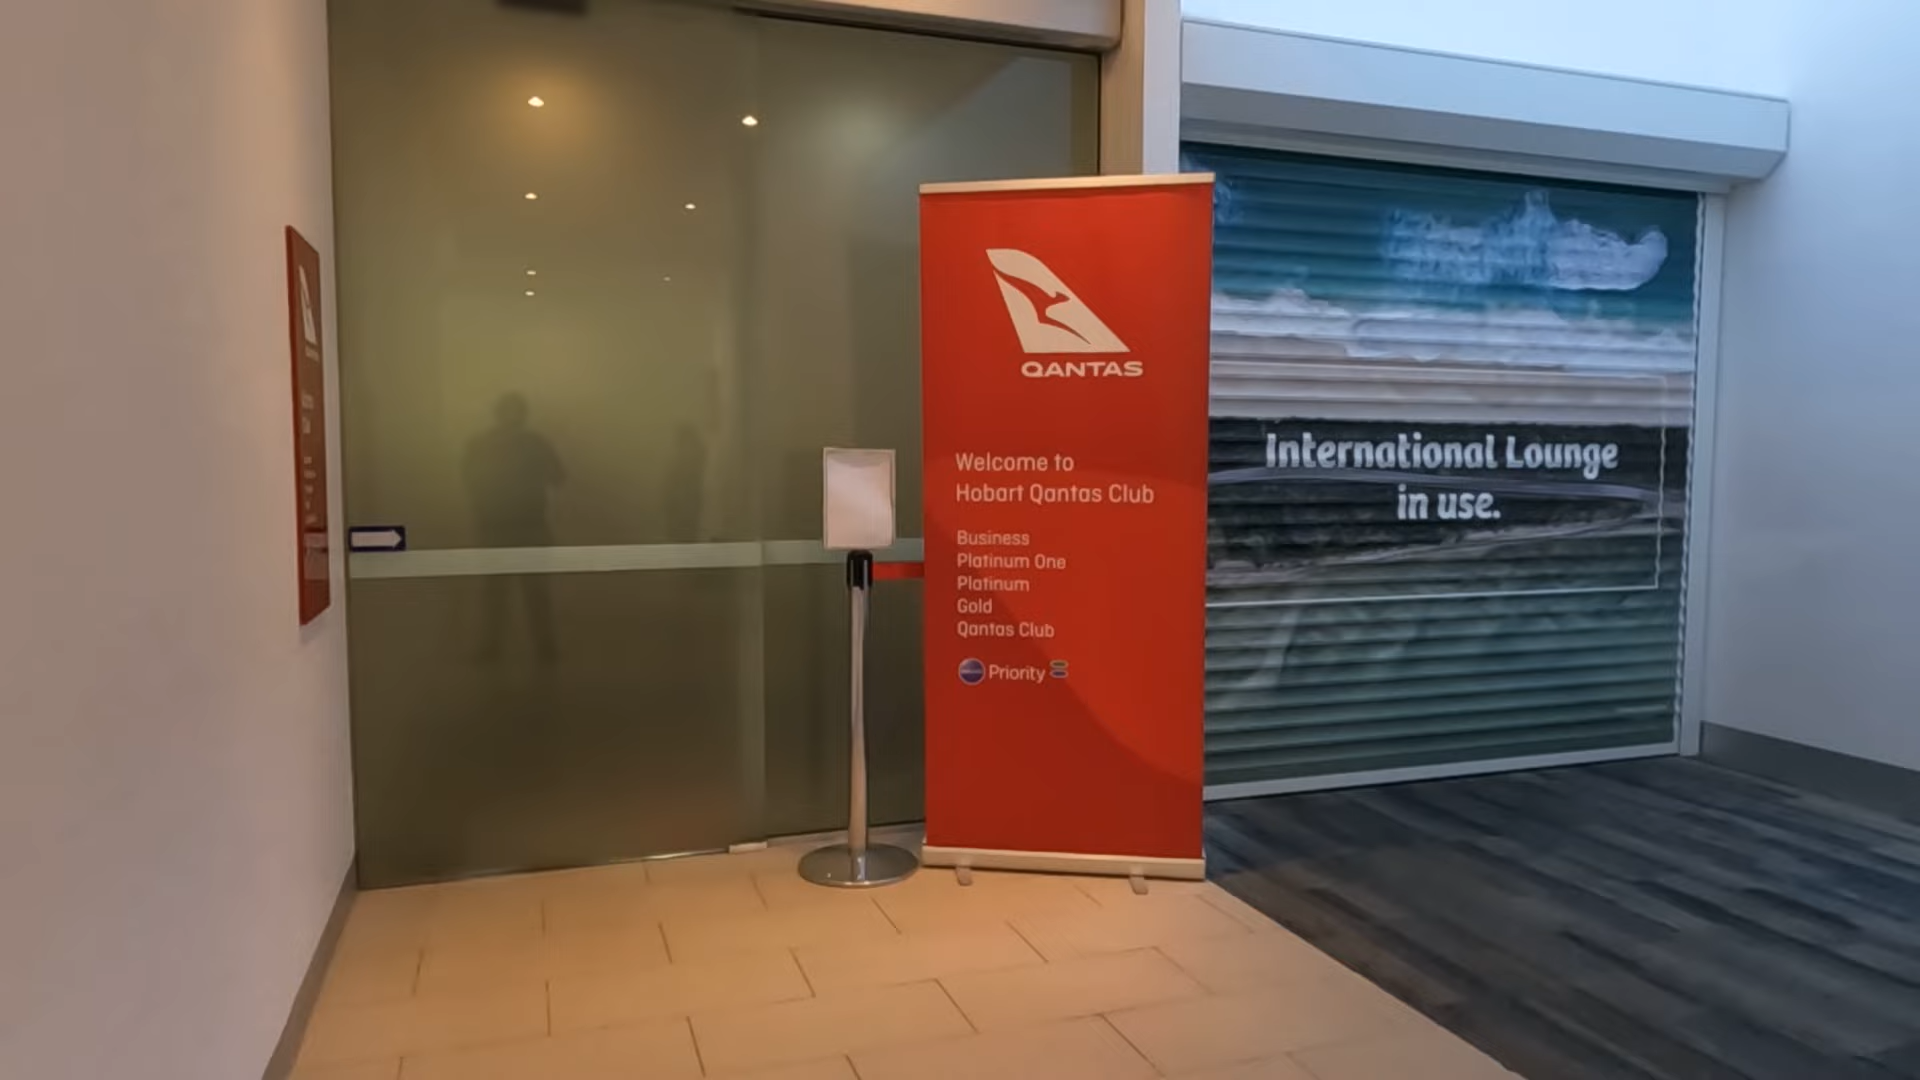 QANTAS
Welcome to
Hobart Qantas Club
Business
Platinum One
Platinum
Gold
Qantas Club
Priority
International Lounge
in use.